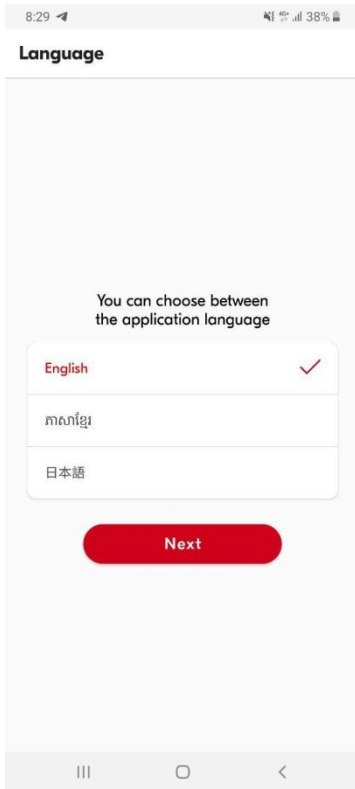 8:29
38%
Language
You can choose between
the application language
English
ភាសាខ្មែរ
日本語
Next